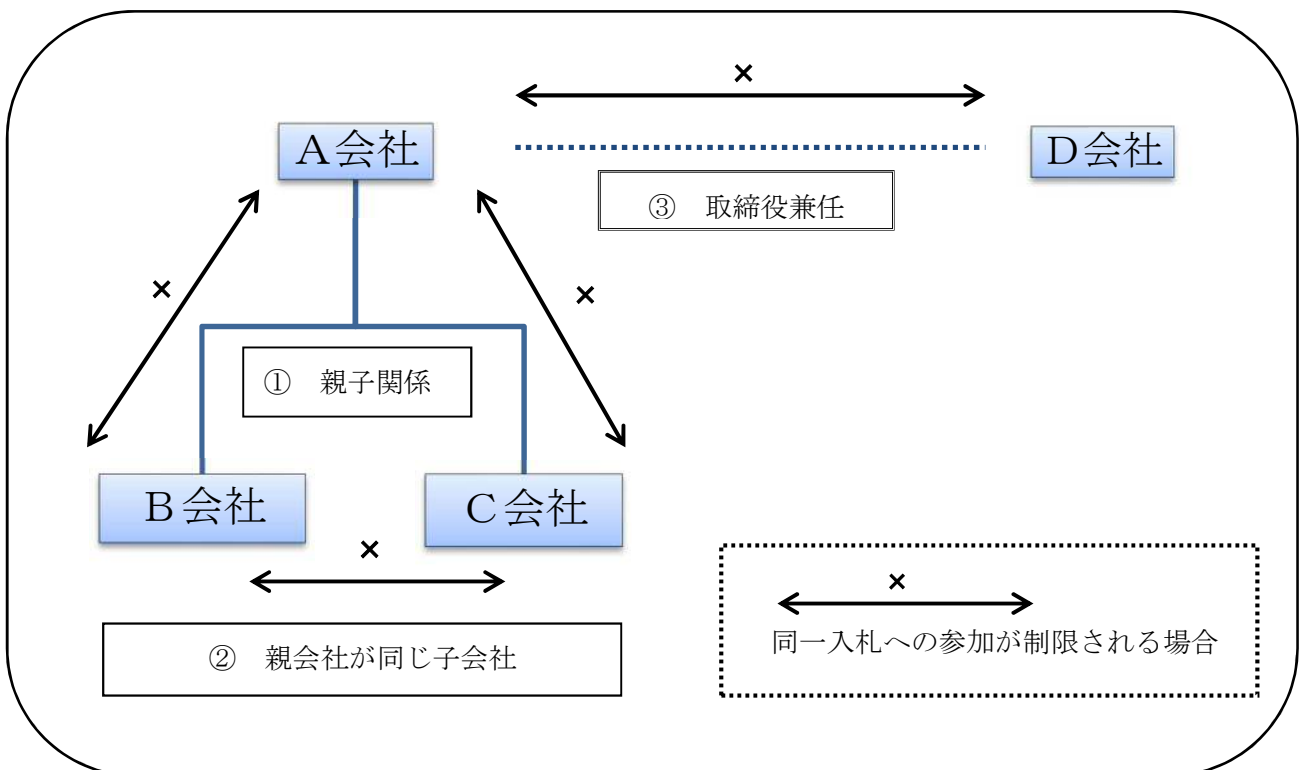 ×
Ａ会社
Ｄ会社
③　取締役兼任
×
×
①　親子関係
Ｂ会社
Ｃ会社
×
②　親会社が同じ子会社
×
同一入札への参加が制限される場合